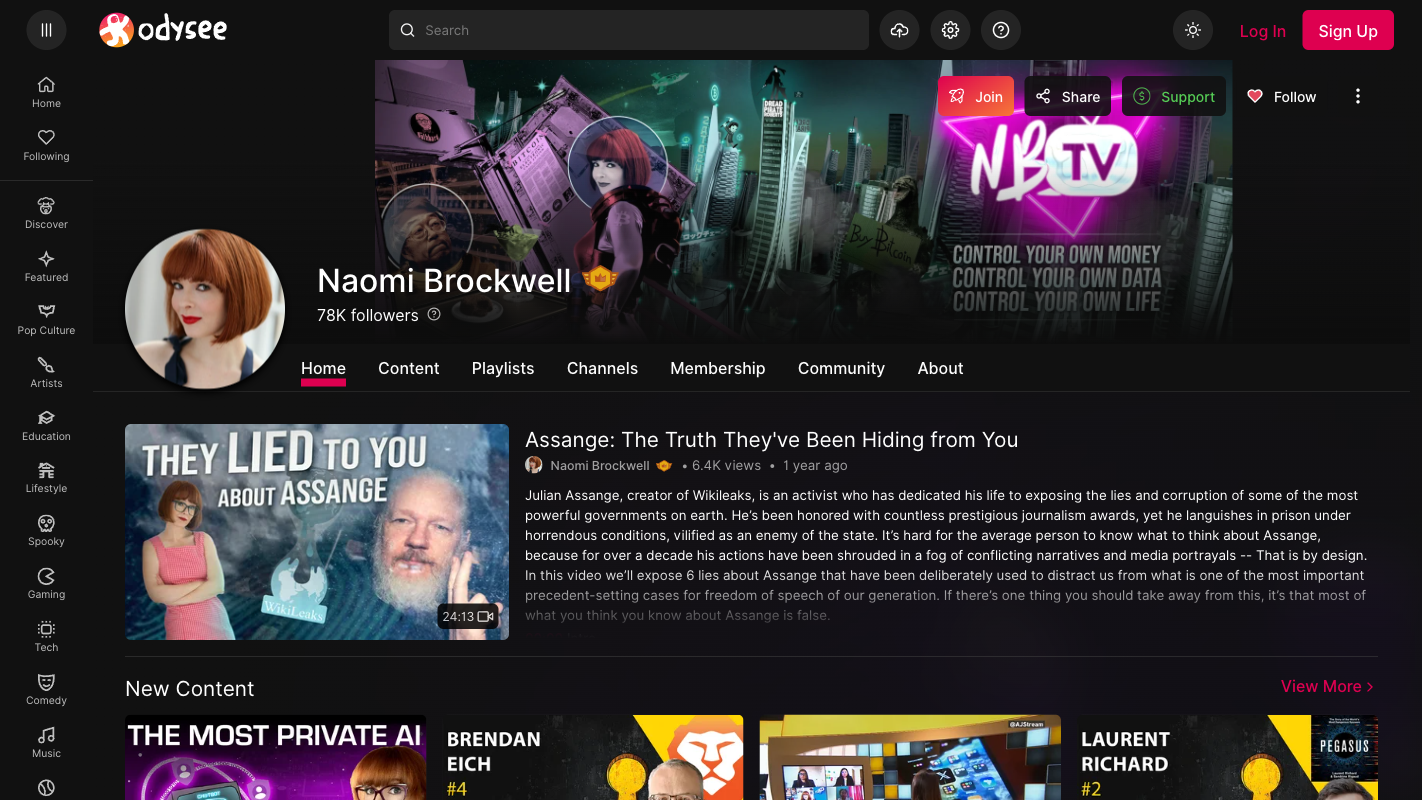 odysee
Search
Log In
Sign Up
Home
Following
Discover
Featured
Pop Culture
Artists
Education
Lifestyle
Spooky
Gaming
Tech
Comedy
Music
Join
Share
Support
Follow
DREAD
PIRATE
ROBERTS
NBTV
Buy Bitcoin
CONTROL YOUR OWN MONEY
CONTROL YOUR OWN DATA
CONTROL YOUR OWN LIFE
Naomi Brockwell
78K followers
Home
Content
Playlists
Channels
Membership
Community
About
THEY LIED TO YOU
ABOUT ASSANGE
WikiLeaks
24:13
Assange: The Truth They've Been Hiding from You
Naomi Brockwell • 6.4K views • 1 year ago
Julian Assange, creator of Wikileaks, is an activist who has dedicated his life to exposing the lies and corruption of some of the most
powerful governments on earth. He’s been honored with countless prestigious journalism awards, yet he languishes in prison under
horrendous conditions, vilified as an enemy of the state. It’s hard for the average person to know what to think about Assange,
because for over a decade his actions have been shrouded in a fog of conflicting narratives and media portrayals -- That is by design.
In this video we’ll expose 6 lies about Assange that have been deliberately used to distract us from what is one of the most important
precedent-setting cases for freedom of speech of our generation. If there’s one thing you should take away from this, it’s that most of
what you think you know about Assange is false.
New Content
View More
THE MOST PRIVATE AI
BRENDAN
EICH
#4
@AJStream
LAURENT
RICHARD
#2
PEGASUS